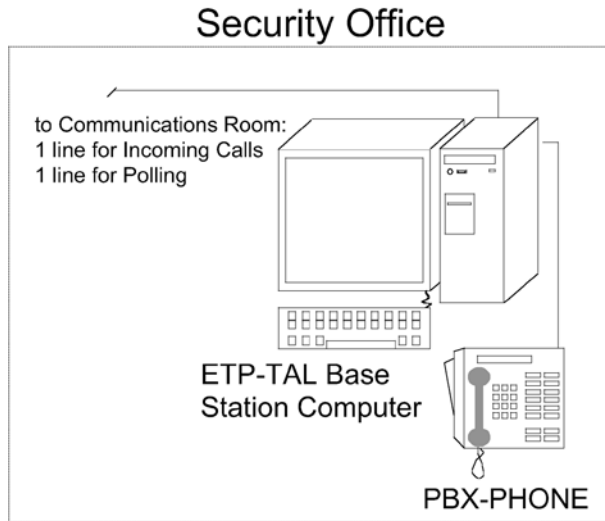 Security Office
to Communications Room:
1 line for Incoming Calls
1 line for Polling
ETP-TAL Base
Station Computer
PBX-PHONE